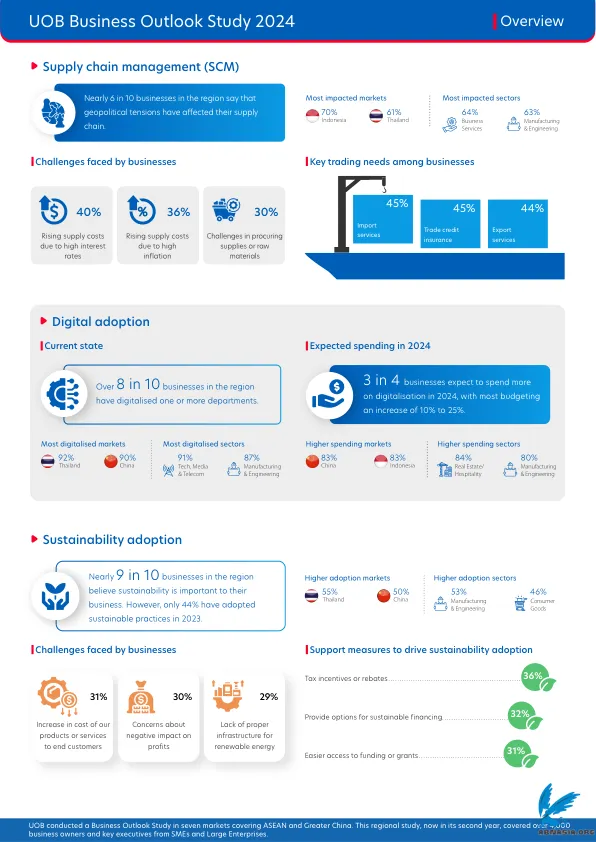 UOB Business Outlook Study 2024
Overview
Supply chain management (SCM)
Nearly 6 in 10 businesses in the region say that
geopolitical tensions have affected their supply
chain.
Most impacted markets
70%
Indonesia
61%
Thailand
Most impacted sectors
64%
Business
Services
63%
Manufacturing
& Engineering
Challenges faced by businesses
40%
Rising supply costs
due to high interest
rates
36%
Rising supply costs
due to high
inflation
30%
Challenges in procuring
supplies or raw
materials
Key trading needs among businesses
45%
Import
services
45%
Trade credit
insurance
44%
Export
services
Digital adoption
Current state
Over 8 in 10 businesses in the region
have digitalised one or more departments.
Most digitalised markets
92%
Thailand
90%
China
Most digitalised sectors
91%
Tech, Media
& Telecom
87%
Manufacturing
& Engineering
Expected spending in 2024
3 in 4 businesses expect to spend more
on digitalisation in 2024, with most budgeting
an increase of 10% to 25%.
Higher spending markets
83%
China
83%
Indonesia
Higher spending sectors
84%
Real Estate/
Hospitality
80%
Manufacturing
& Engineering
Sustainability adoption
Nearly 9 in 10 businesses in the region
believe sustainability is important to their
business. However, only 44% have adopted
sustainable practices in 2023.
Higher adoption markets
55%
Thailand
50%
China
Higher adoption sectors
53%
Manufacturing
& Engineering
46%
Consumer
Goods
Challenges faced by businesses
31%
Increase in cost of our
products or services
to end customers
30%
Concerns about
negative impact on
profits
29%
Lack of proper
infrastructure for
renewable energy
Support measures to drive sustainability adoption
Tax incentives or rebates 36%
Provide options for sustainable financing 32%
Easier access to funding or grants 31%
UOB conducted a Business Outlook Study in seven markets covering ASEAN and Greater China. This regional study, now in its second year, covered over 4,000
business owners and key executives from SMEs and Large Enterprises.